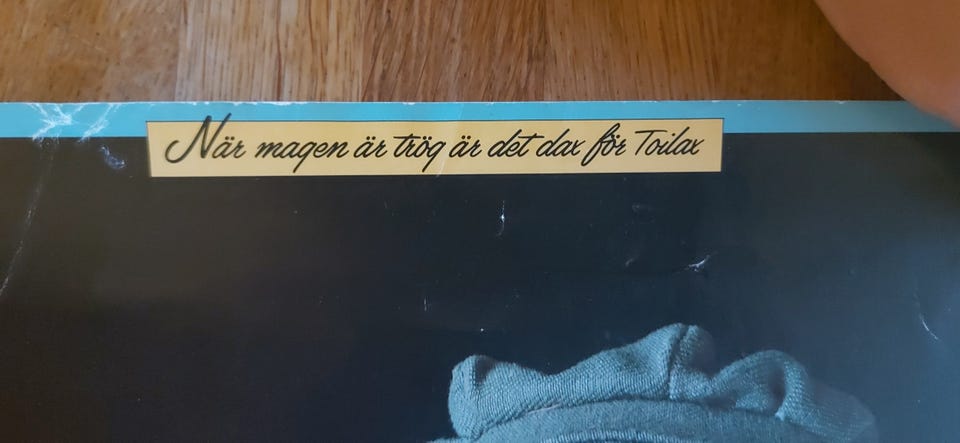 När magen är trög är det dax för Toilax